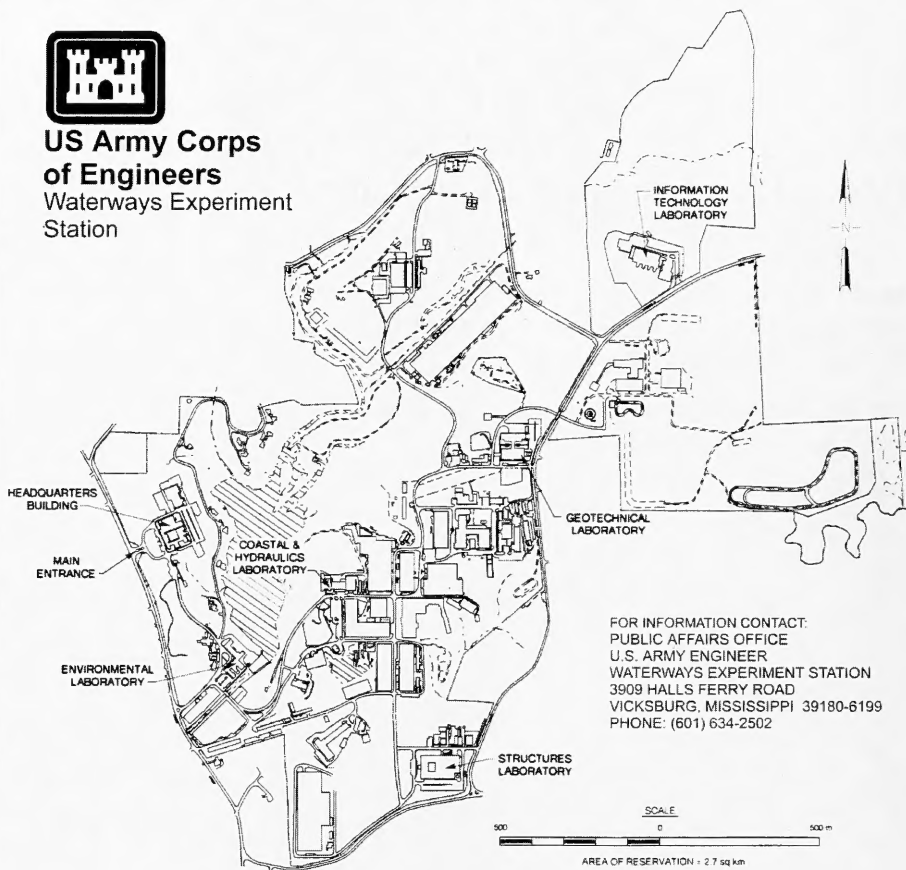 US Army Corps
of Engineers
Waterways Experiment
Station
INFORMATION
TECHNOLOGY
LABORATORY
N
HEADQUARTERS
BUILDING
MAIN
ENTRANCE
COASTAL &
HYDRAULICS
LABORATORY
GEOTECHNICAL
LABORATORY
ENVIRONMENTAL
LABORATORY
STRUCTURES
LABORATORY
FOR INFORMATION CONTACT:
PUBLIC AFFAIRS OFFICE
U.S. ARMY ENGINEER
WATERWAYS EXPERIMENT STATION
3909 HALLS FERRY ROAD
VICKSBURG, MISSISSIPPI 39180-6199
PHONE: (601) 634-2502
SCALE
500 0 500 m
AREA OF RESERVATION = 2.7 sq km